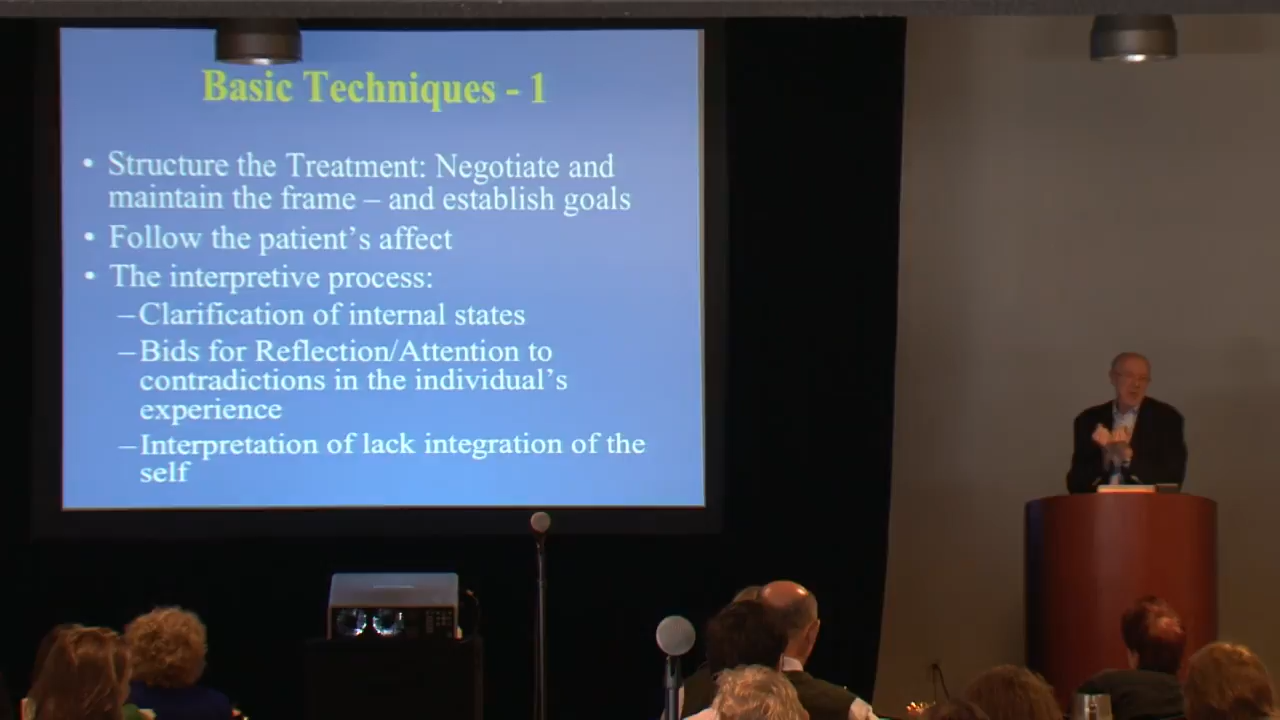 Basic Techniques - 1
• Structure the Treatment: Negotiate and
maintain the frame – and establish goals
• Follow the patient's affect
• The interpretive process:
–Clarification of internal states
–Bids for Reflection/Attention to
contradictions in the individual's
experience
–Interpretation of lack integration of the
self